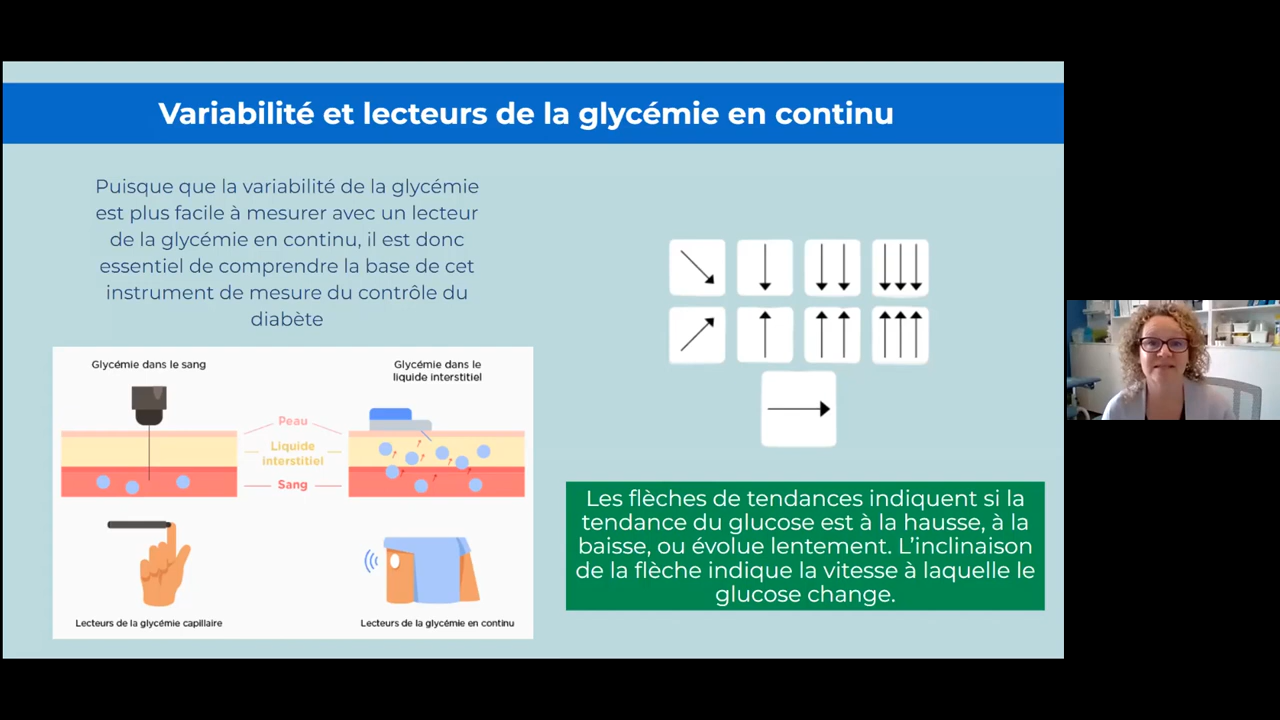 Variabilité et lecteurs de la glycémie en continu
Puisque que la variabilité de la glycémie
est plus facile à mesurer avec un lecteur
de la glycémie en continu, il est donc
essentiel de comprendre la base de cet
instrument de mesure du contrôle du
diabète
Glycémie dans le sang
Glycémie dans le
liquide interstitiel
Peau
Liquide
interstitiel
Sang
Lecteurs de la glycémie capillaire
Lecteurs de la glycémie en continu
Les flèches de tendances indiquent si la
tendance du glucose est à la hausse, à la
baisse, ou évolue lentement. L'inclinaison
de la flèche indique la vitesse à laquelle le
glucose change.